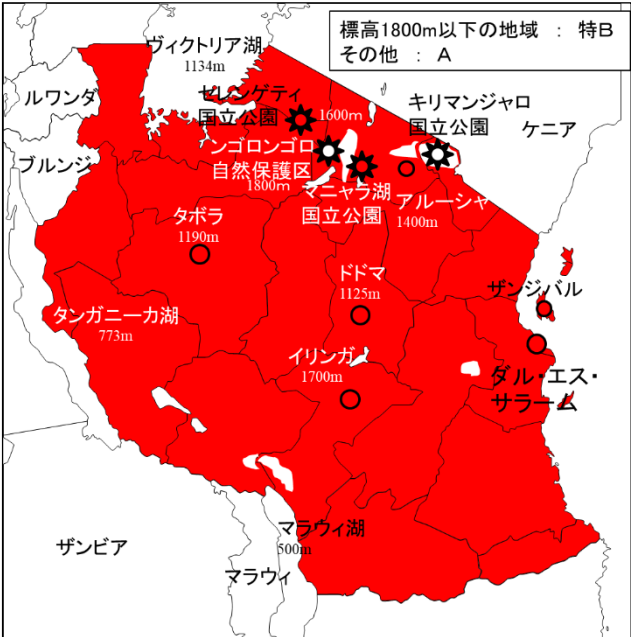 標高1800m以下の地域 ： 特B
その他 ： A
ヴィクトリア湖
1134m
ルワンダ
セレンゲティ
国立公園
1600m
キリマンジャロ
国立公園
ケニア
ブルンジ
ンゴロンゴロ
自然保護区
1800m
マニャラ湖
国立公園
アルーシャ
1400m
タボラ
1190m
ドドマ
1125m
ザンジバル
タンガニーカ湖
773m
イリンガ
1700m
ダル・エス・
サラーム
マラウィ湖
500m
ザンビア
マラウィ